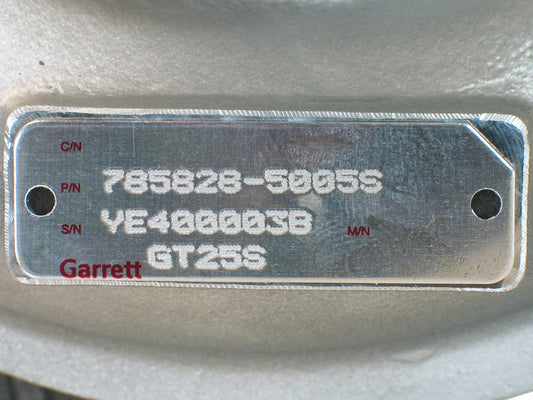 C/N
P/N 785828-5005S
S/N YE400003B M/N
GT25S
Garrett